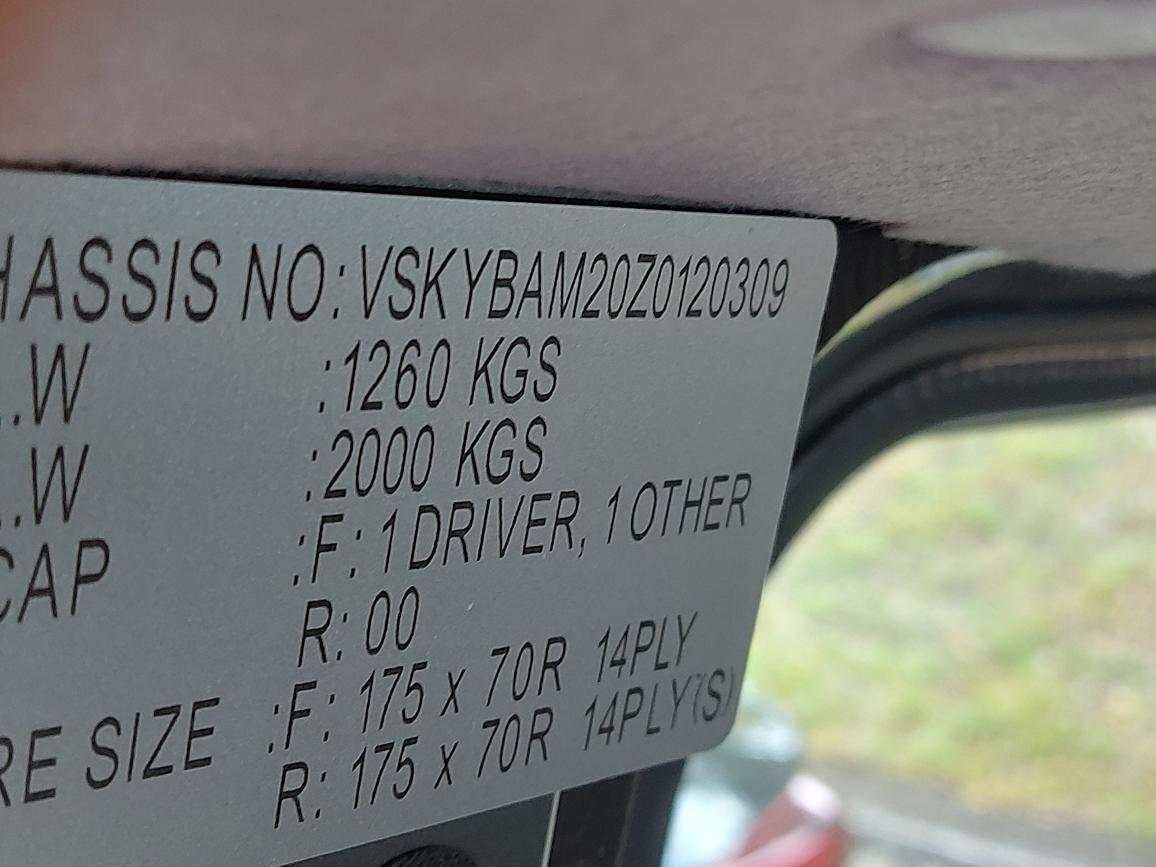 HASSIS NO: VSKYBAM20Z0120309
.W :1260 KGS
.W :2000 KGS
CAP :F: 1 DRIVER, 1 OTHER
R: 00
RE SIZE :F: 175 x 70R 14PLY
R: 175 x 70R 14PLY(S)